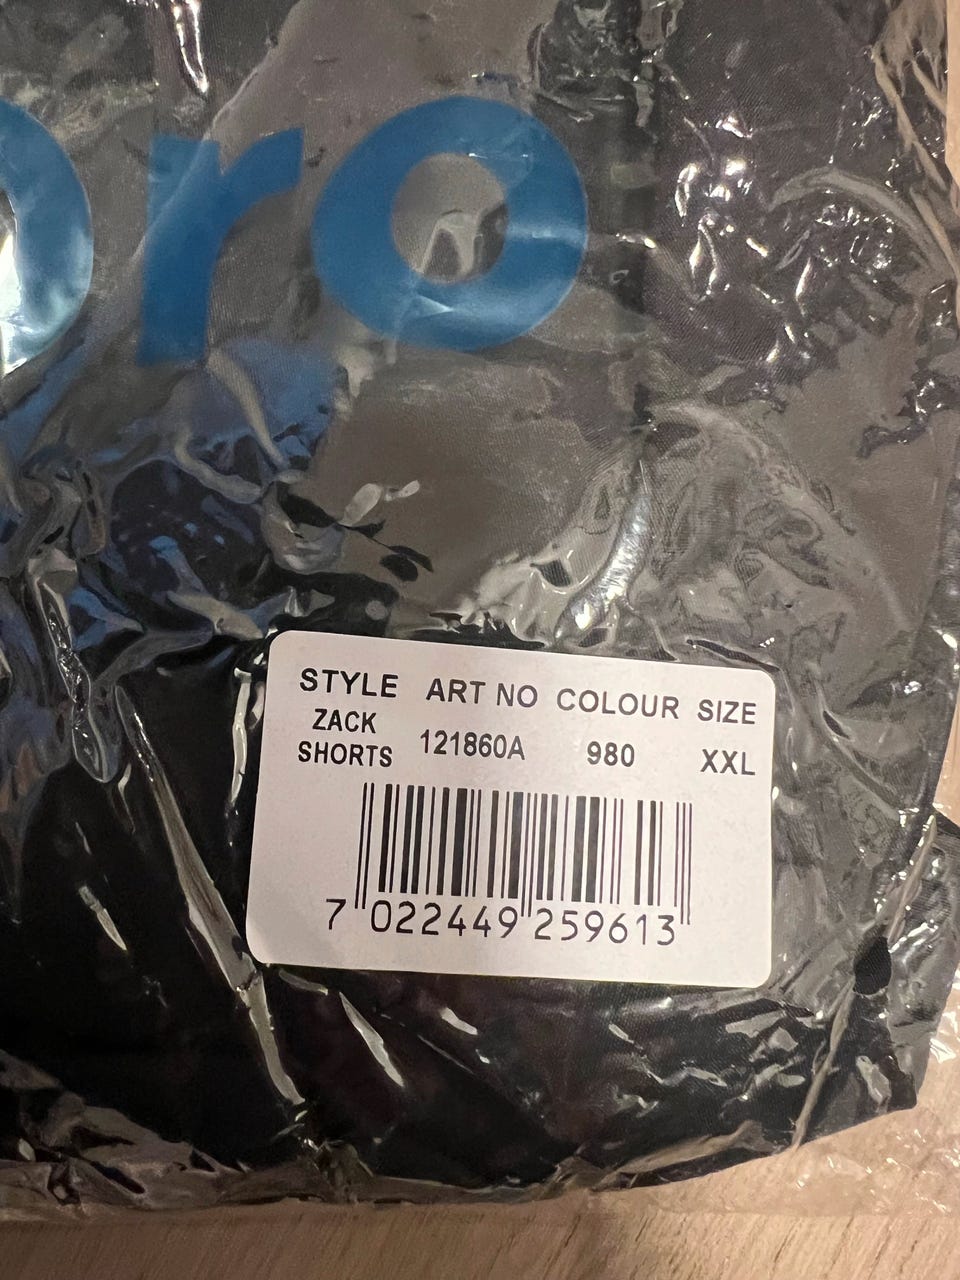 pro
STYLE ART NO COLOUR SIZE
ZACK SHORTS 121860A 980 XXL
7 022449 259613